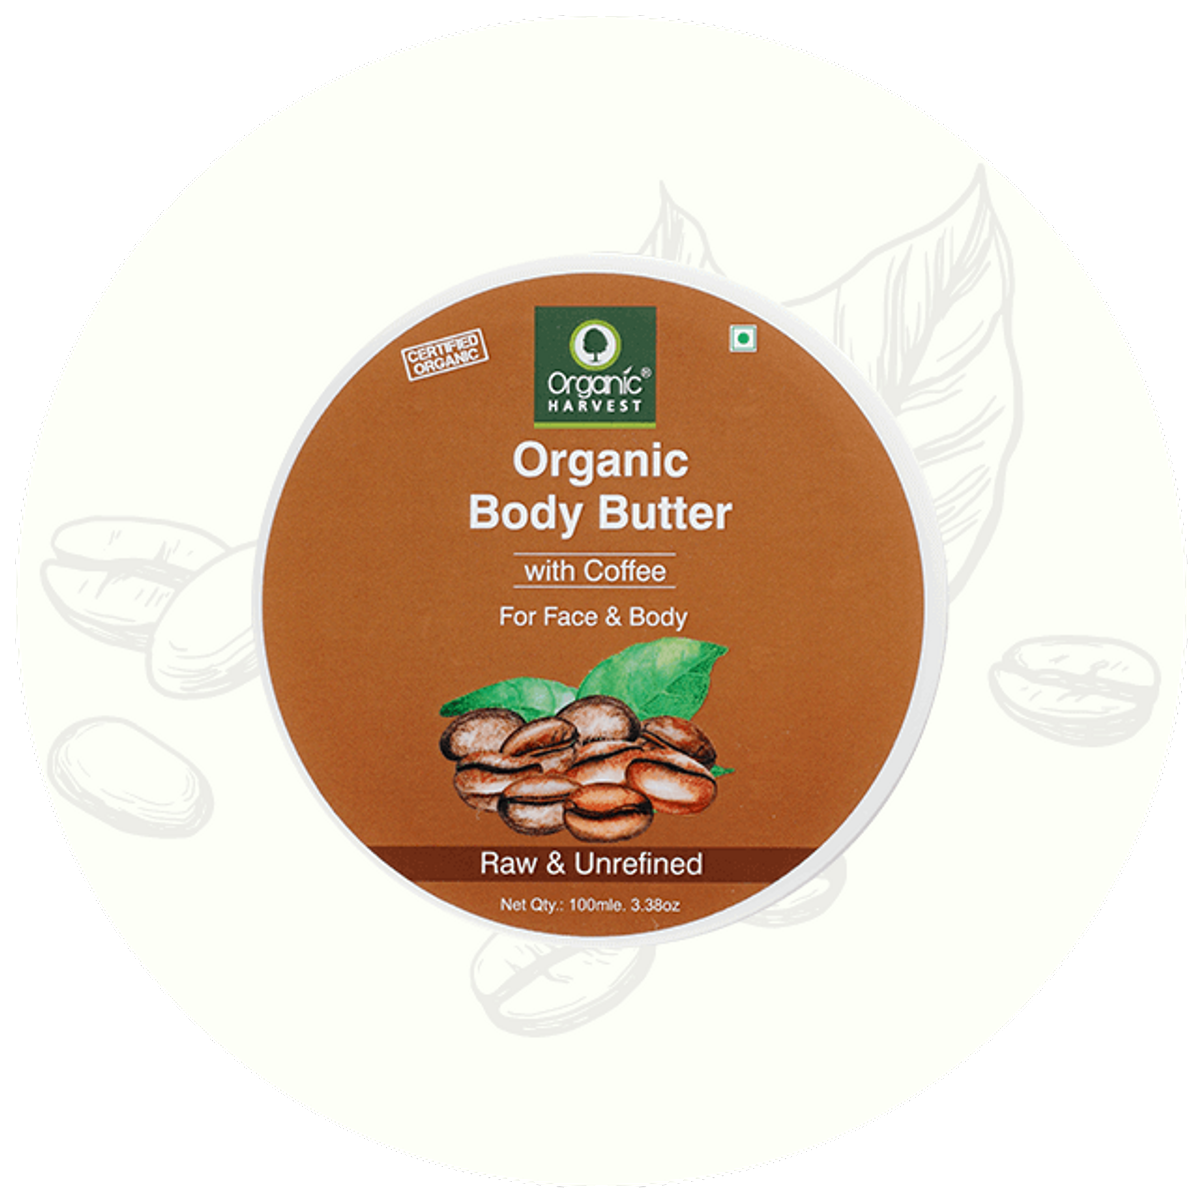 CERTIFIED
ORGANIC
Organic®
HARVEST
Organic
Body Butter
with Coffee
For Face & Body
Raw & Unrefined
Net Qty.: 100mle. 3.38oz